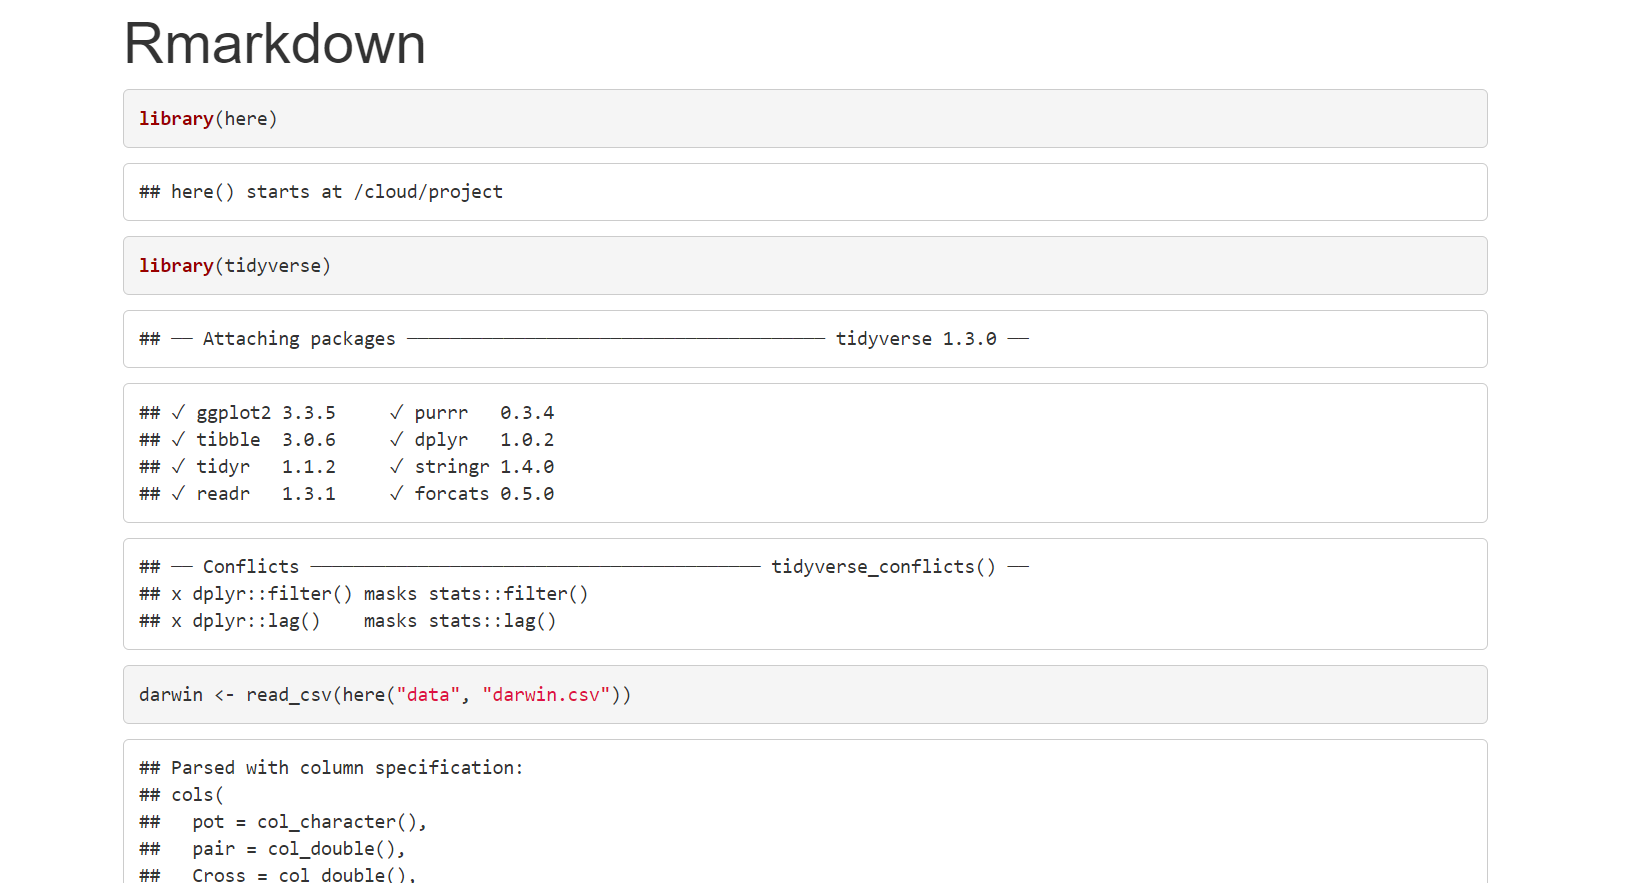 Rmarkdown
library(here)
## here() starts at /cloud/project
library(tidyverse)
## ── Attaching packages ─────────────────────────────────────── tidyverse 1.3.0 ──
## ✓ ggplot2 3.3.5     ✓ purrr   0.3.4
## ✓ tibble  3.0.6     ✓ dplyr   1.0.2
## ✓ tidyr   1.1.2     ✓ stringr 1.4.0
## ✓ readr   1.3.1     ✓ forcats 0.5.0
## ── Conflicts ────────────────────────────────────────── tidyverse_conflicts() ──
## x dplyr::filter() masks stats::filter()
## x dplyr::lag()    masks stats::lag()
darwin <- read_csv(here("data", "darwin.csv"))
## Parsed with column specification:
## cols(
##   pot = col_character(),
##   pair = col_double(),
##   Cross = col_double(),